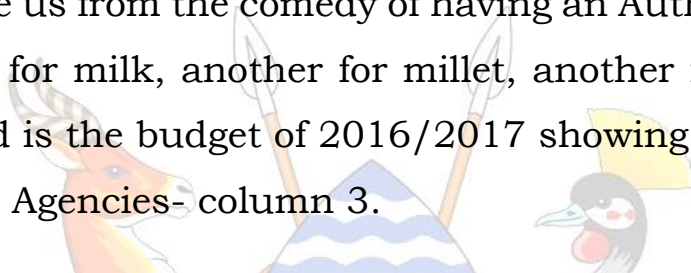 us from the comedy of having an
for milk, another for millet, another
is the budget of 2016/2017 showing
Agencies- column 3.